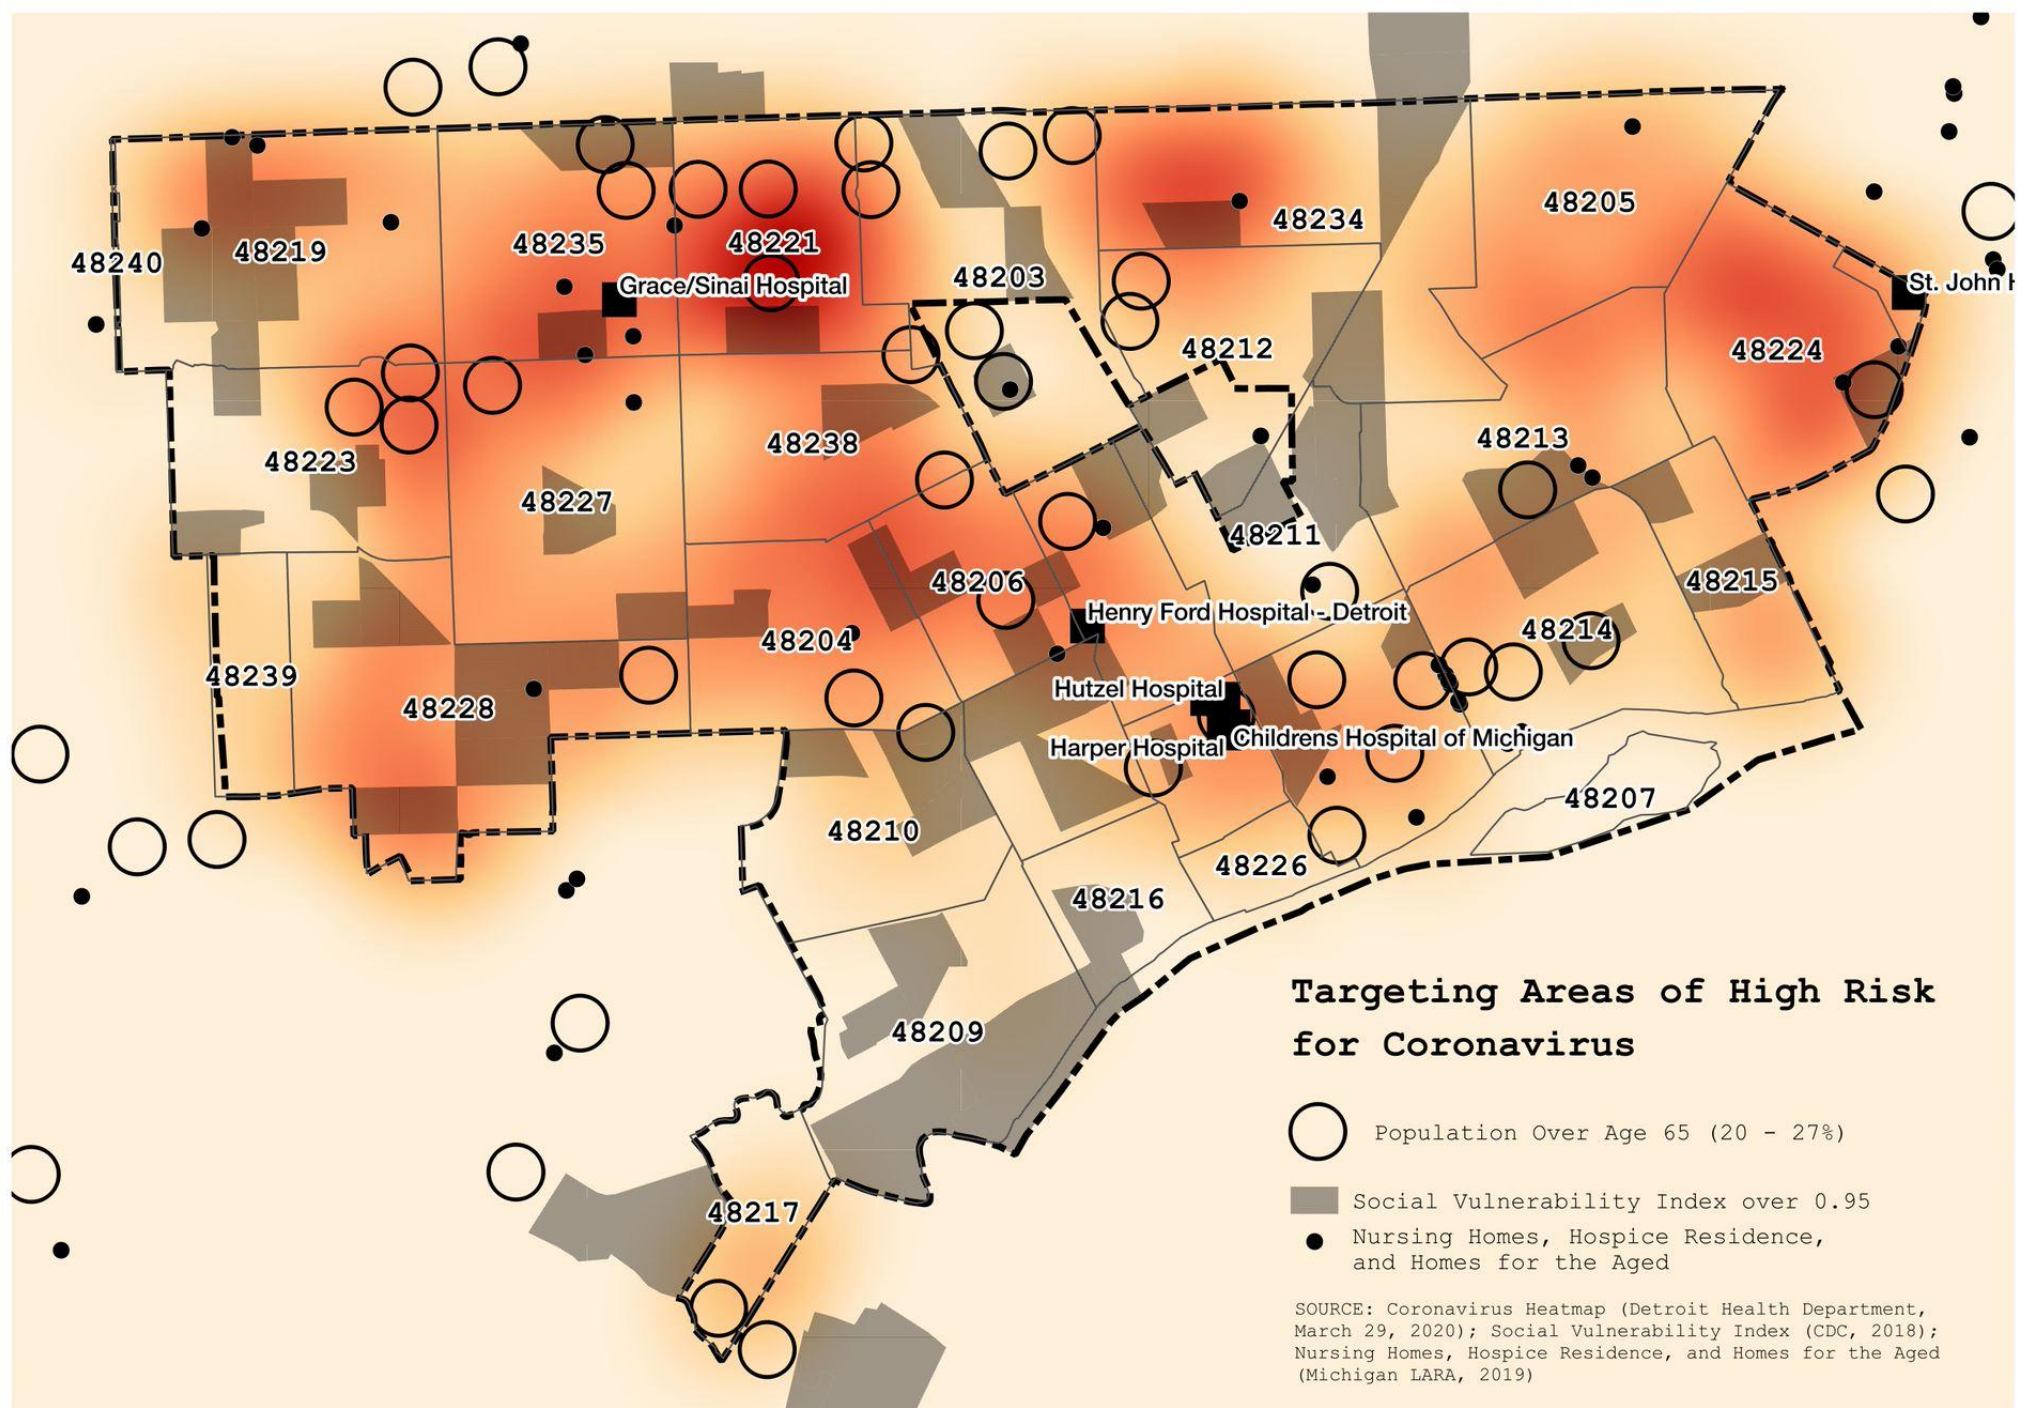 48240
48219
48235
48221
48234
48205
Grace/Sinai Hospital
48203
St. John H
48212
48224
48223
48238
48213
48227
48211
48206
48215
Henry Ford Hospital - Detroit
48204
48214
48239
48228
Hutzel Hospital
Harper Hospital
Childrens Hospital of Michigan
48207
48210
48226
48216
48209
48217
Targeting Areas of High Risk
for Coronavirus
Population Over Age 65 (20 - 27%)
Social Vulnerability Index over 0.95
Nursing Homes, Hospice Residence,
and Homes for the Aged
SOURCE: Coronavirus Heatmap (Detroit Health Department,
March 29, 2020); Social Vulnerability Index (CDC, 2018);
Nursing Homes, Hospice Residence, and Homes for the Aged
(Michigan LARA, 2019)